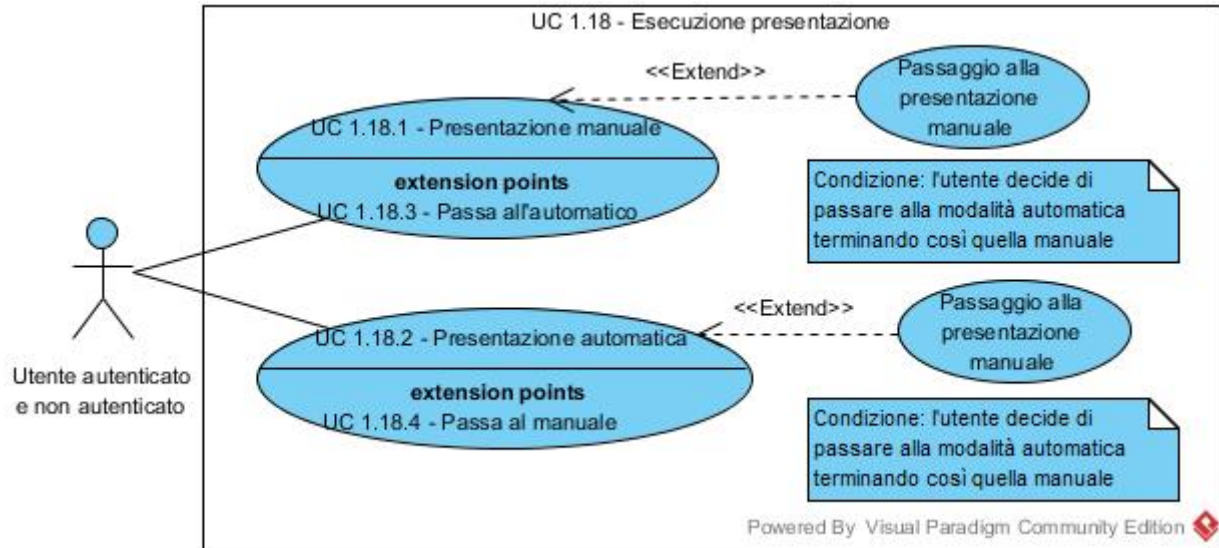 UC 1.18 - Esecuzione presentazione
<<Extend>>
Passaggio alla
presentazione
manuale
UC 1.18.1 - Presentazione manuale
extension points
UC 1.18.3 - Passa all'automatico
Condizione: l'utente decide di
passare alla modalità automatica
terminando così quella manuale
Utente autenticato
e non autenticato
<<Extend>>
Passaggio alla
presentazione
manuale
UC 1.18.2 - Presentazione automatica
extension points
UC 1.18.4 - Passa al manuale
Condizione: l'utente decide di
passare alla modalità automatica
terminando così quella manuale
Powered By Visual Paradigm Community Edition